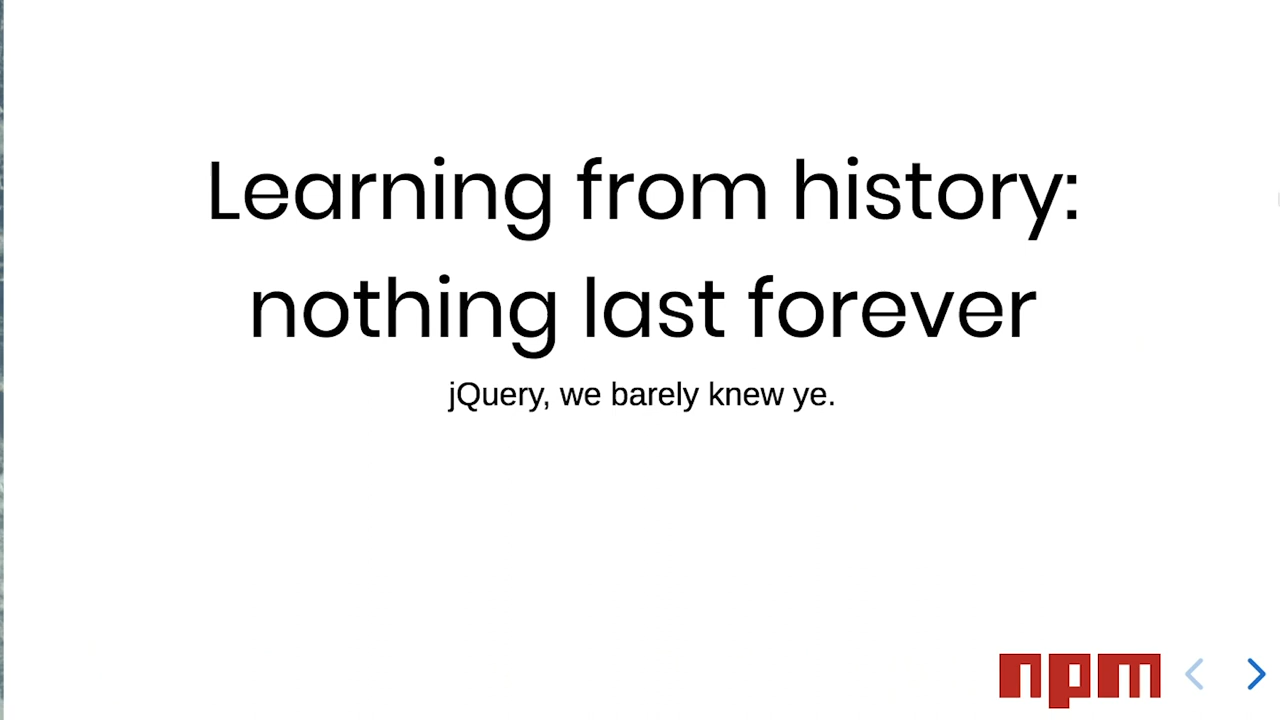 Learning from history:
nothing last forever
jQuery, we barely knew ye.
npm